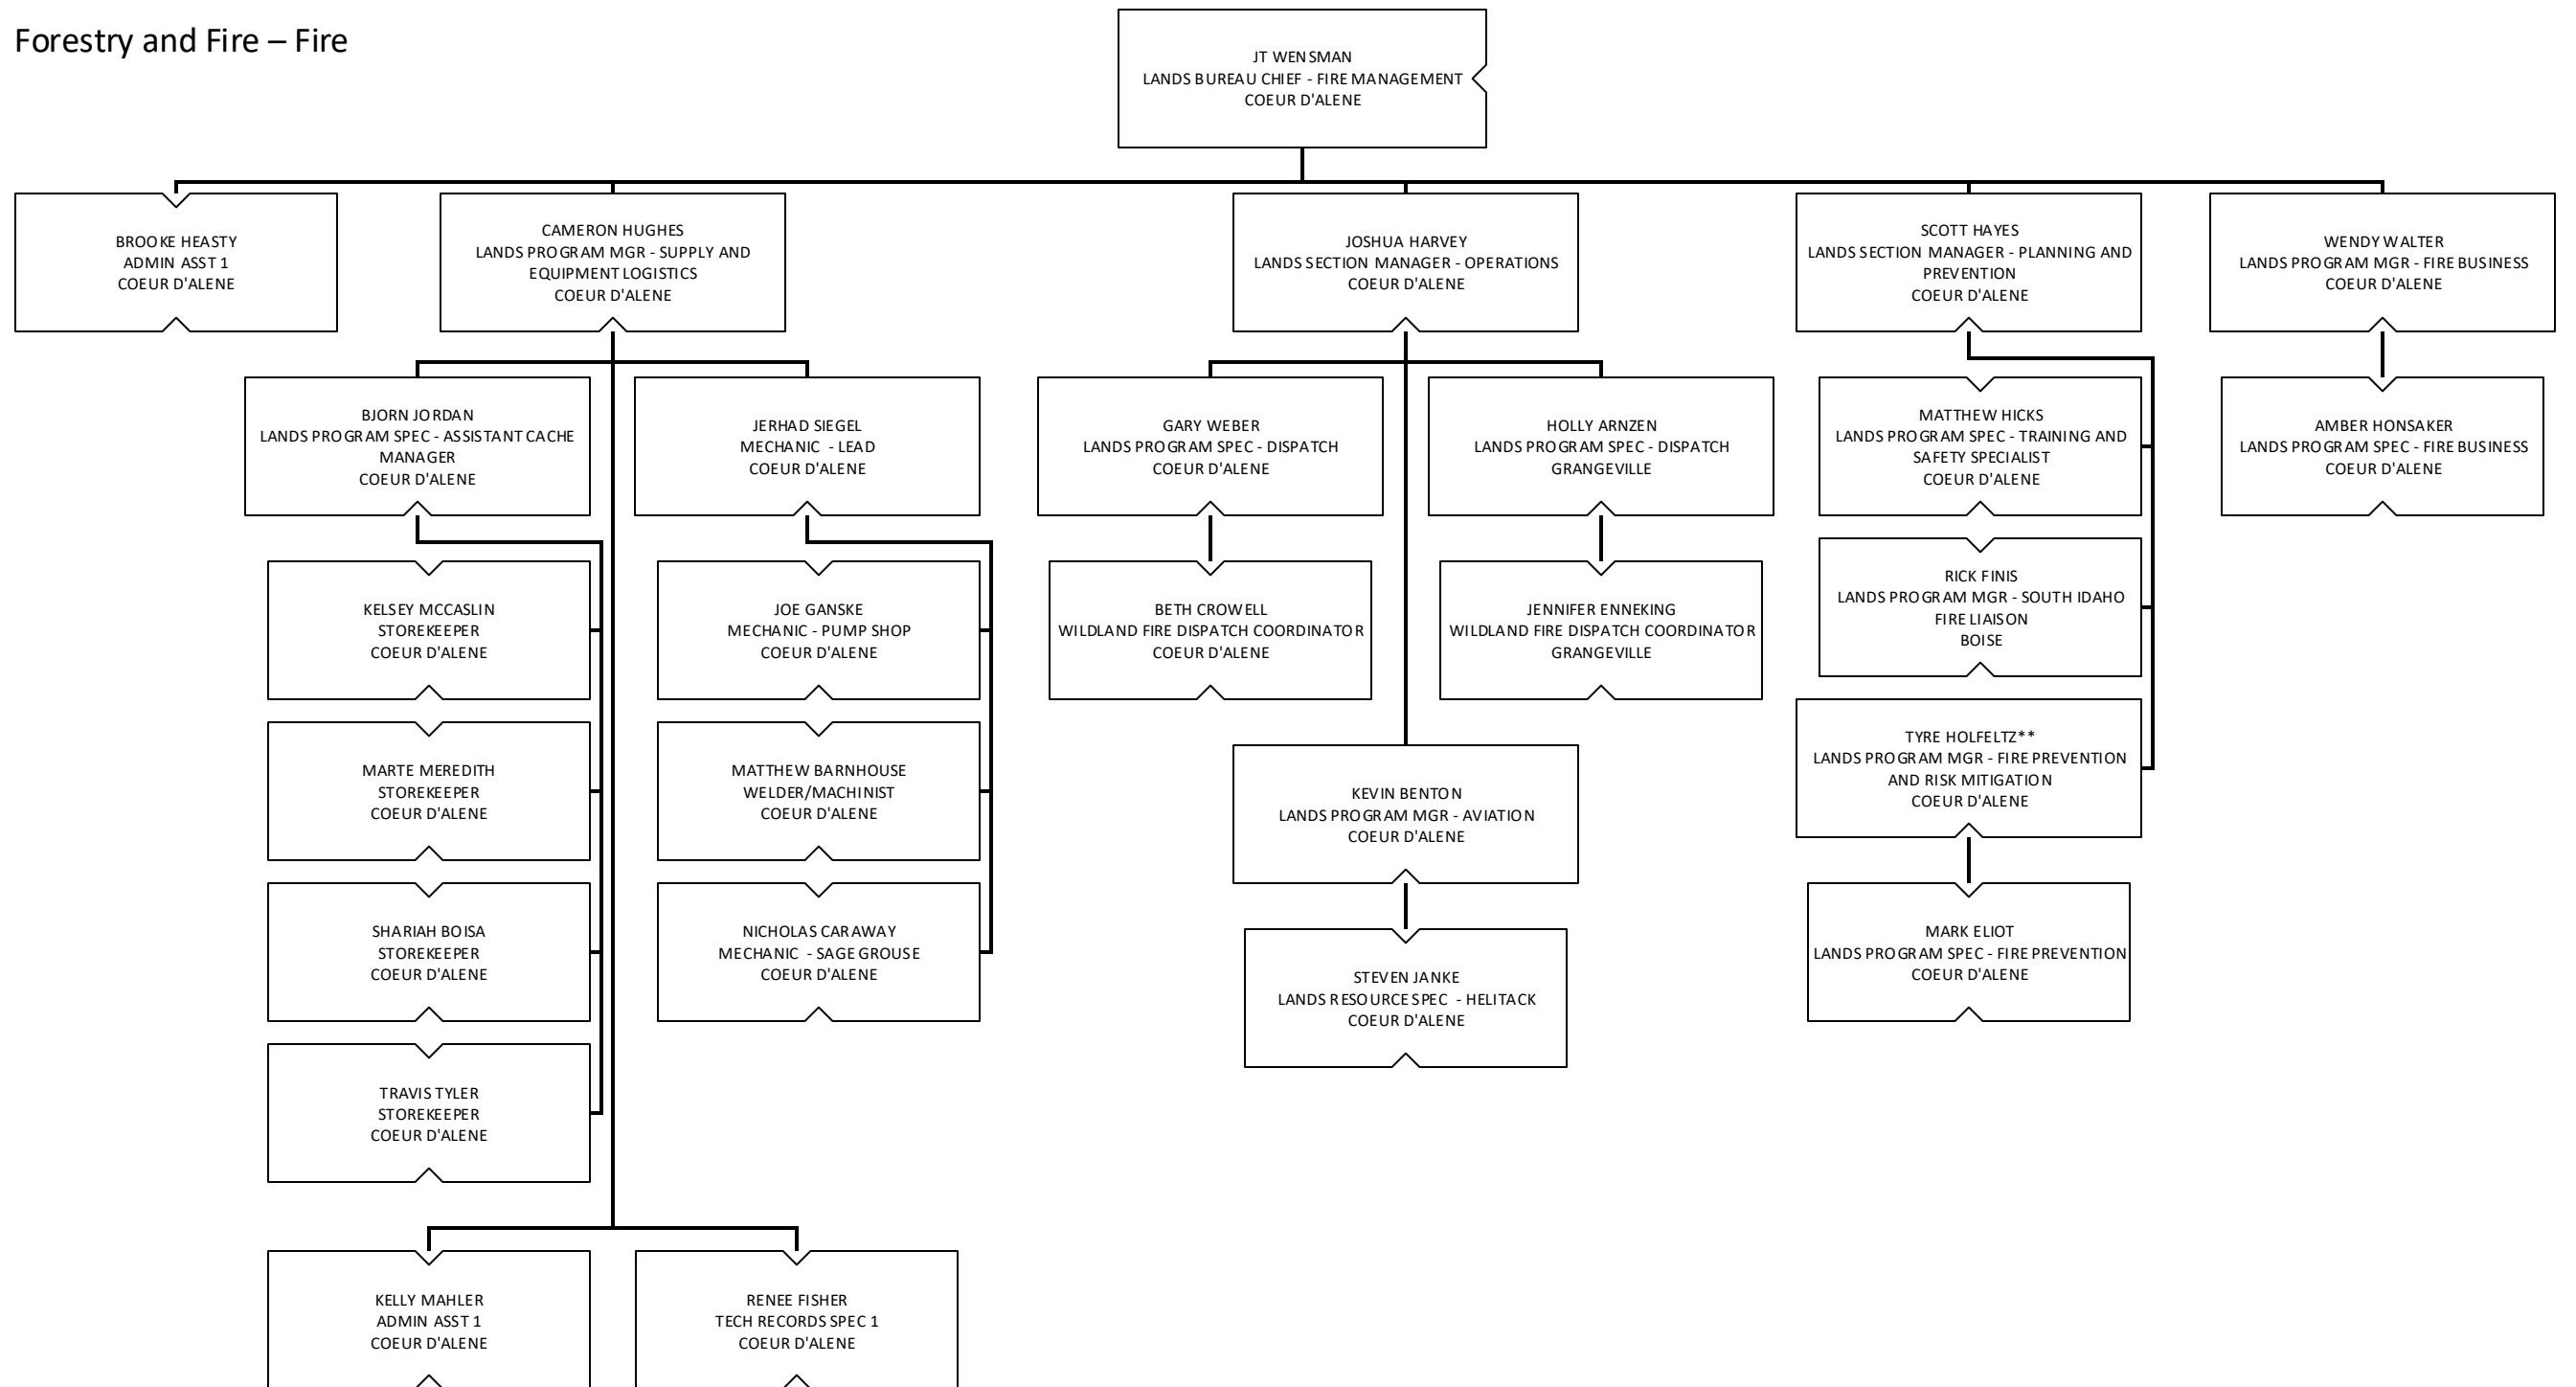 Forestry and Fire – Fire
JT WENSMAN
LANDS BUREAU CHIEF - FIRE MANAGEMENT
COEUR D'ALENE
BROOKE HEASTY
ADMIN ASST 1
COEUR D'ALENE
CAMERON HUGHES
LANDS PROGRAM MGR - SUPPLY AND
EQUIPMENT LOGISTICS
COEUR D'ALENE
JOSHUA HARVEY
LANDS SECTION MANAGER - OPERATIONS
COEUR D'ALENE
SCOTT HAYES
LANDS SECTION MANAGER - PLANNING AND
PREVENTION
COEUR D'ALENE
WENDY WALTER
LANDS PROGRAM MGR - FIRE BUSINESS
COEUR D'ALENE
BJORN JORDAN
LANDS PROGRAM SPEC - ASSISTANT CACHE
MANAGER
COEUR D'ALENE
JERHAD SIEGEL
MECHANIC - LEAD
COEUR D'ALENE
GARY WEBER
LANDS PROGRAM SPEC - DISPATCH
COEUR D'ALENE
HOLLY ARNZEN
LANDS PROGRAM SPEC - DISPATCH
GRANGEVILLE
MATTHEW HICKS
LANDS PROGRAM SPEC - TRAINING AND
SAFETY SPECIALIST
COEUR D'ALENE
AMBER HONSAKER
LANDS PROGRAM SPEC - FIRE BUSINESS
COEUR D'ALENE
KELSEY MCCASLIN
STOREKEEPER
COEUR D'ALENE
JOE GANSKE
MECHANIC - PUMP SHOP
COEUR D'ALENE
BETH CROWELL
WILDLAND FIRE DISPATCH COORDINATOR
COEUR D'ALENE
JENNIFER ENNEKING
WILDLAND FIRE DISPATCH COORDINATOR
GRANGEVILLE
RICK FINIS
LANDS PROGRAM MGR - SOUTH IDAHO
FIRE LIAISON
BOISE
MARTE MEREDITH
STOREKEEPER
COEUR D'ALENE
MATTHEW BARNHOUSE
WELDER/MACHINIST
COEUR D'ALENE
KEVIN BENTON
LANDS PROGRAM MGR - AVIATION
COEUR D'ALENE
TYRE HOLFELTZ**
LANDS PROGRAM MGR - FIRE PREVENTION
AND RISK MITIGATION
COEUR D'ALENE
SHARIAH BOISA
STOREKEEPER
COEUR D'ALENE
NICHOLAS CARAWAY
MECHANIC - SAGE GROUSE
COEUR D'ALENE
STEVEN JANKE
LANDS RESOURCE SPEC - HELITACK
COEUR D'ALENE
MARK ELIOT
LANDS PROGRAM SPEC - FIRE PREVENTION
COEUR D'ALENE
TRAVIS TYLER
STOREKEEPER
COEUR D'ALENE
KELLY MAHLER
ADMIN ASST 1
COEUR D'ALENE
RENEE FISHER
TECH RECORDS SPEC 1
COEUR D'ALENE